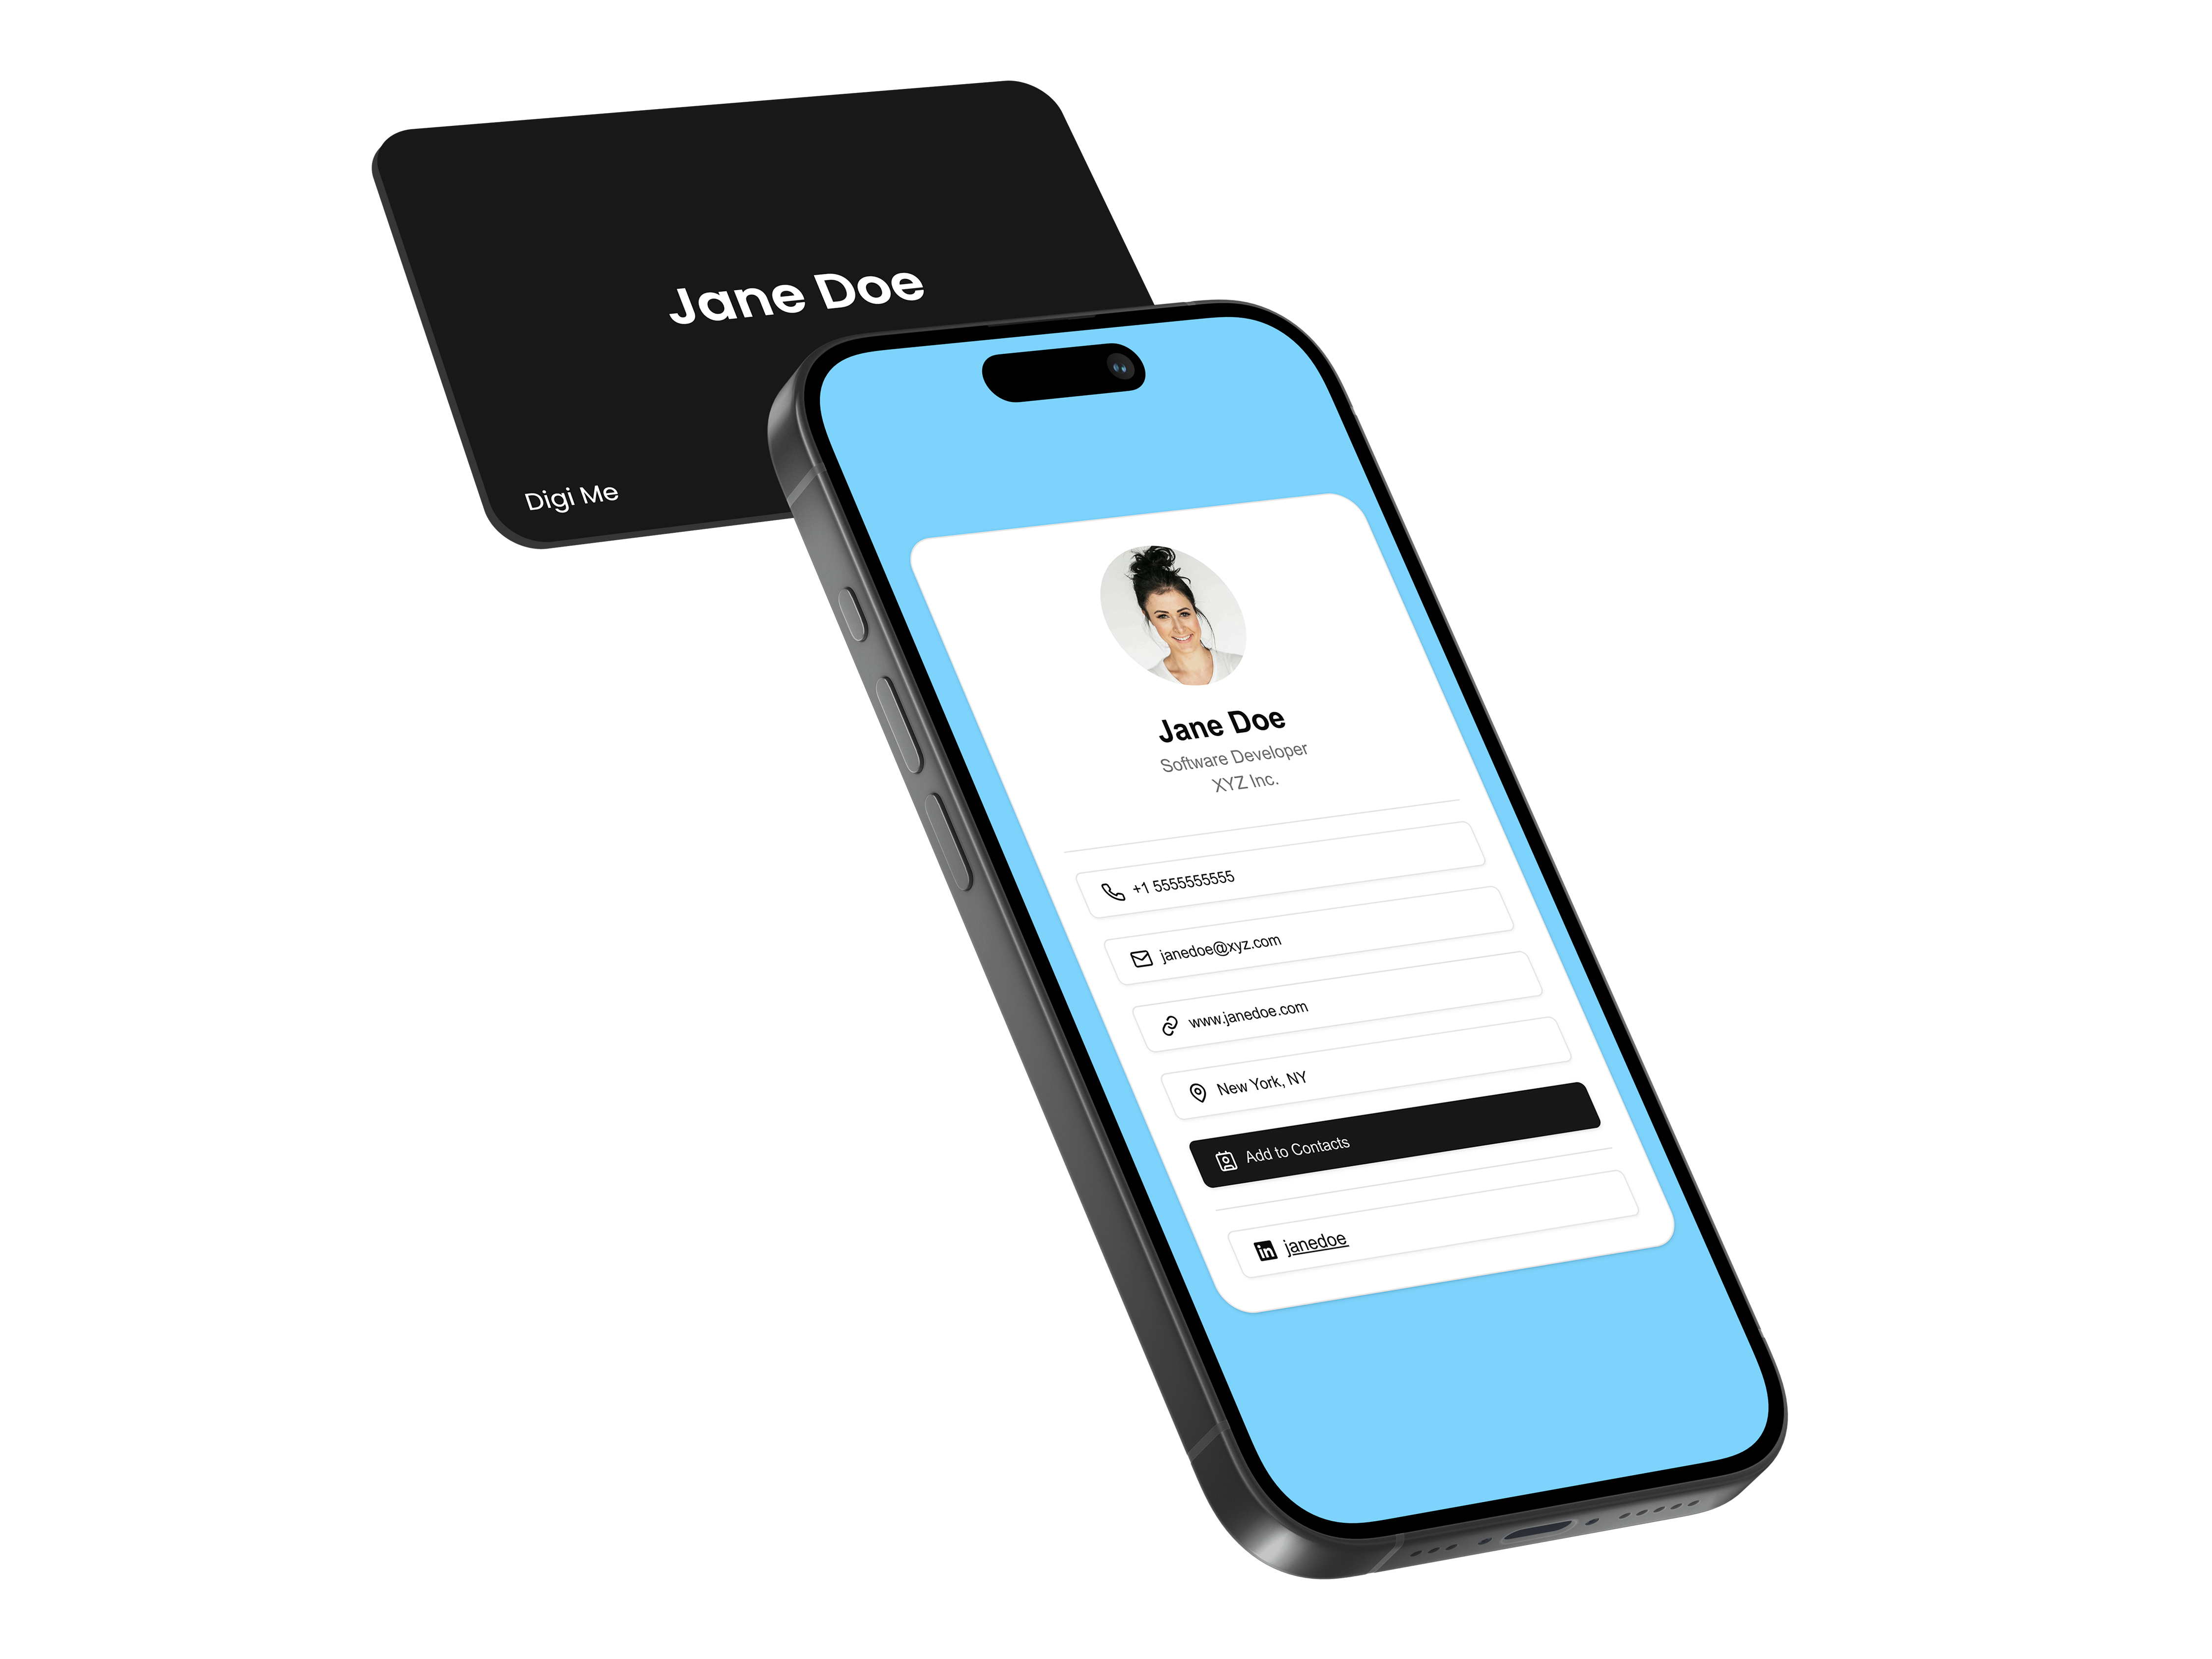 Jane Doe
Digi Me
Jane Doe
Software Developer
XYZ Inc.
+1 5555555555
janedoe@xyz.com
www.janedoe.com
New York, NY
Add to Contacts
in janedoe